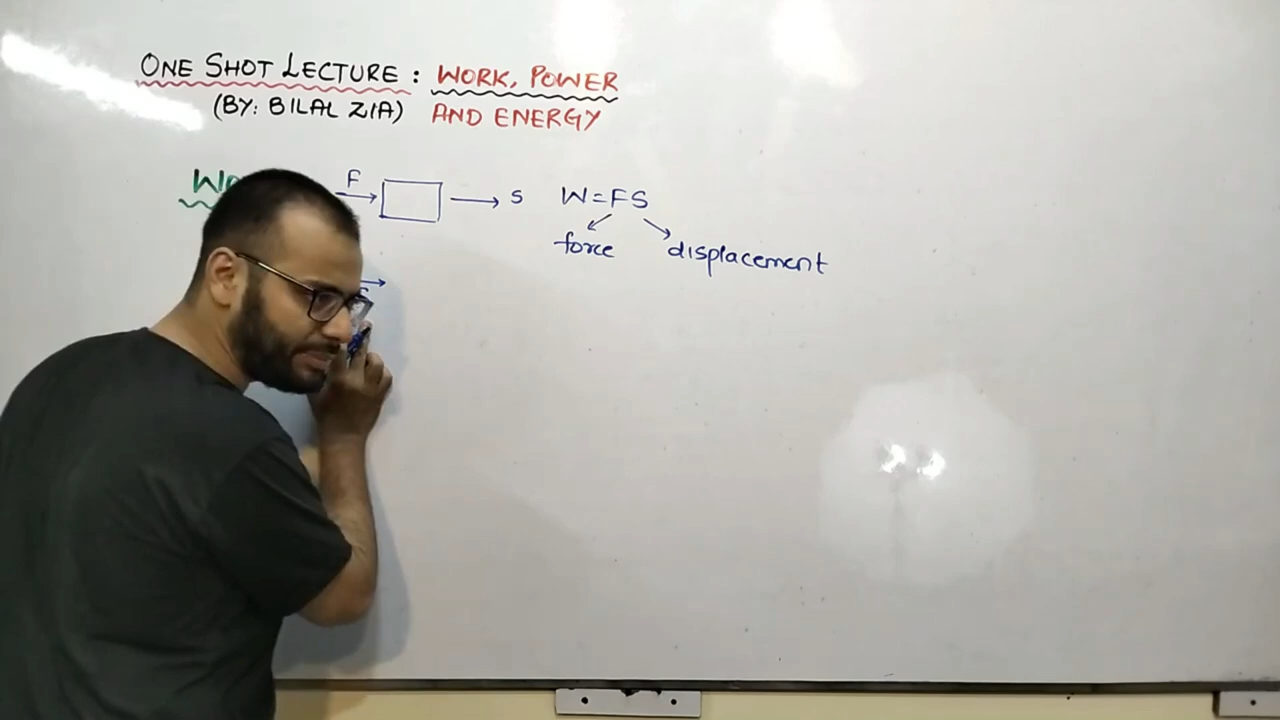 ONE SHOT LECTURE: WORK, POWER
(BY: BILAL ZIA) AND ENERGY
F S W=FS
force displacement